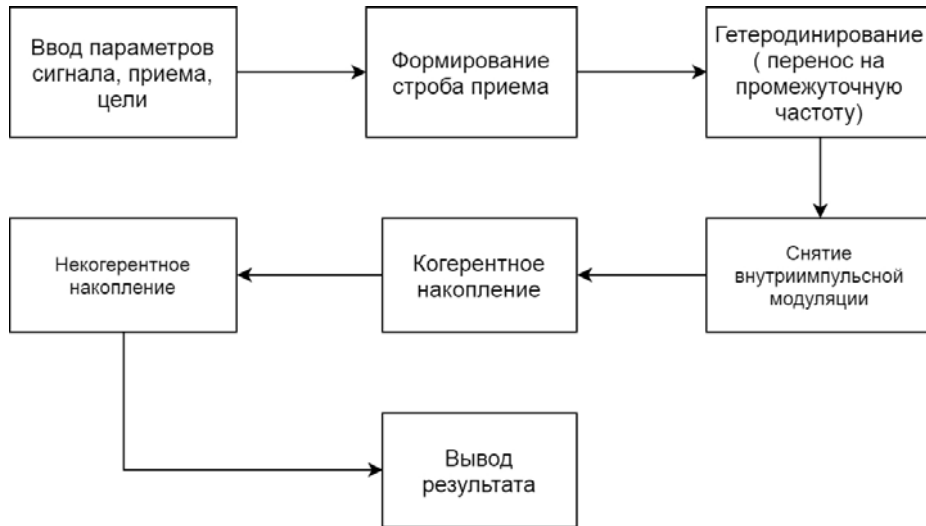 Ввод параметров
сигнала, приема,
цели
Формирование
строба приема
Гетеродинирование
( перенос на
промежуточную
частоту)
Снятие
внутриимпульсной
модуляции
Когерентное
накопление
Некогерентное
накопление
Вывод
результата